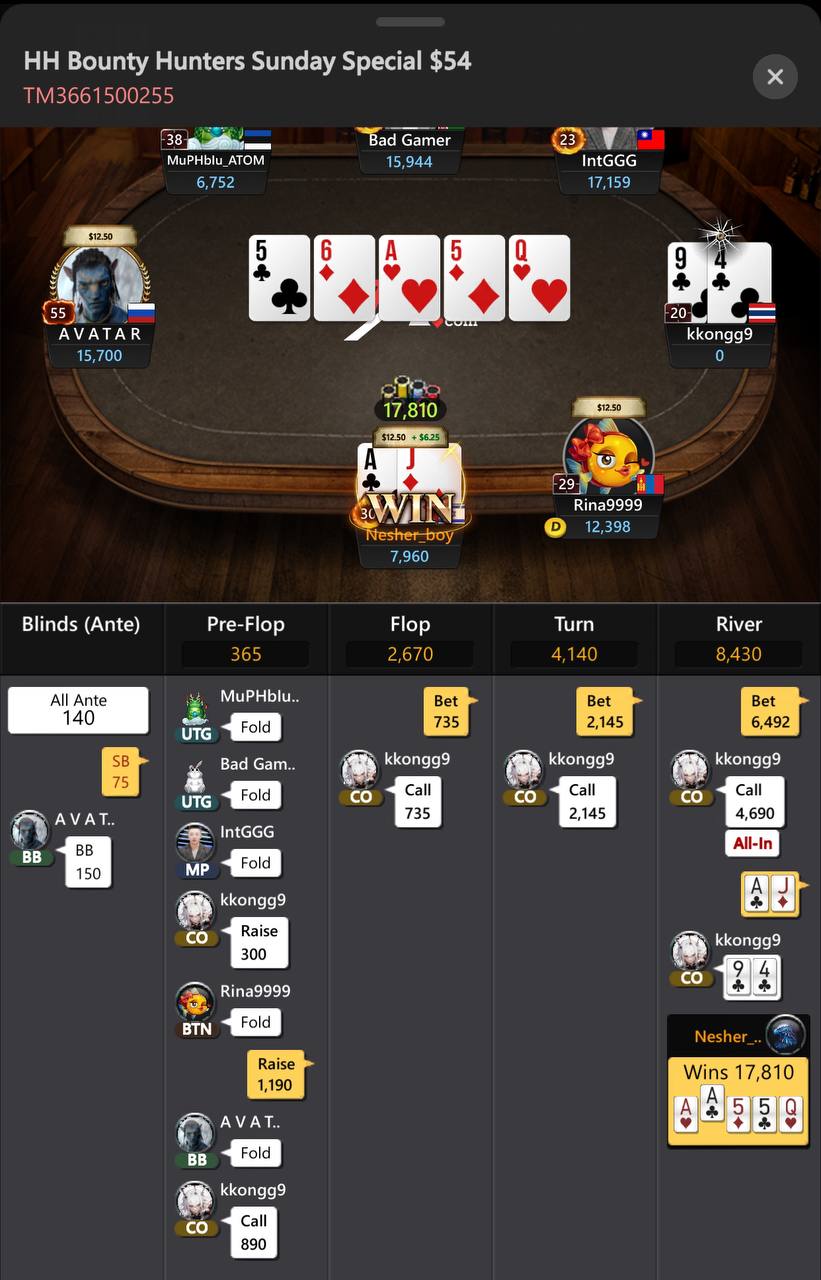 HH Bounty Hunters Sunday Special $54
TM3661500255
38
MuPHblu_ATOM
6,752
Bad Gamer
15,944
23
IntGGG
17,159
$12.50
55
A V A T A R
15,700
5
6
A
5
Q
com
9
4
20
kkongg9
0
17,810
$12.50 + $6.25
A
J
30
WIN
Nesher_boy
7,960
$12.50
29
Rina9999
D
12,398
Blinds (Ante)
Pre-Flop
365
Flop
2,670
Turn
4,140
River
8,430
All Ante
140
SB
75
A V A T..
BB
BB
150
MuPHblu..
UTG
Fold
Bad Gam..
UTG
Fold
IntGGG
MP
Fold
kkongg9
CO
Raise
300
Rina9999
BTN
Fold
Raise
1,190
A V A T..
BB
Fold
kkongg9
CO
Call
890
Bet
735
kkongg9
CO
Call
735
Bet
2,145
kkongg9
CO
Call
2,145
Bet
6,492
kkongg9
CO
Call
4,690
All-In
A
J
kkongg9
CO
9
4
Nesher_..
Wins 17,810
A
A
5
5
Q